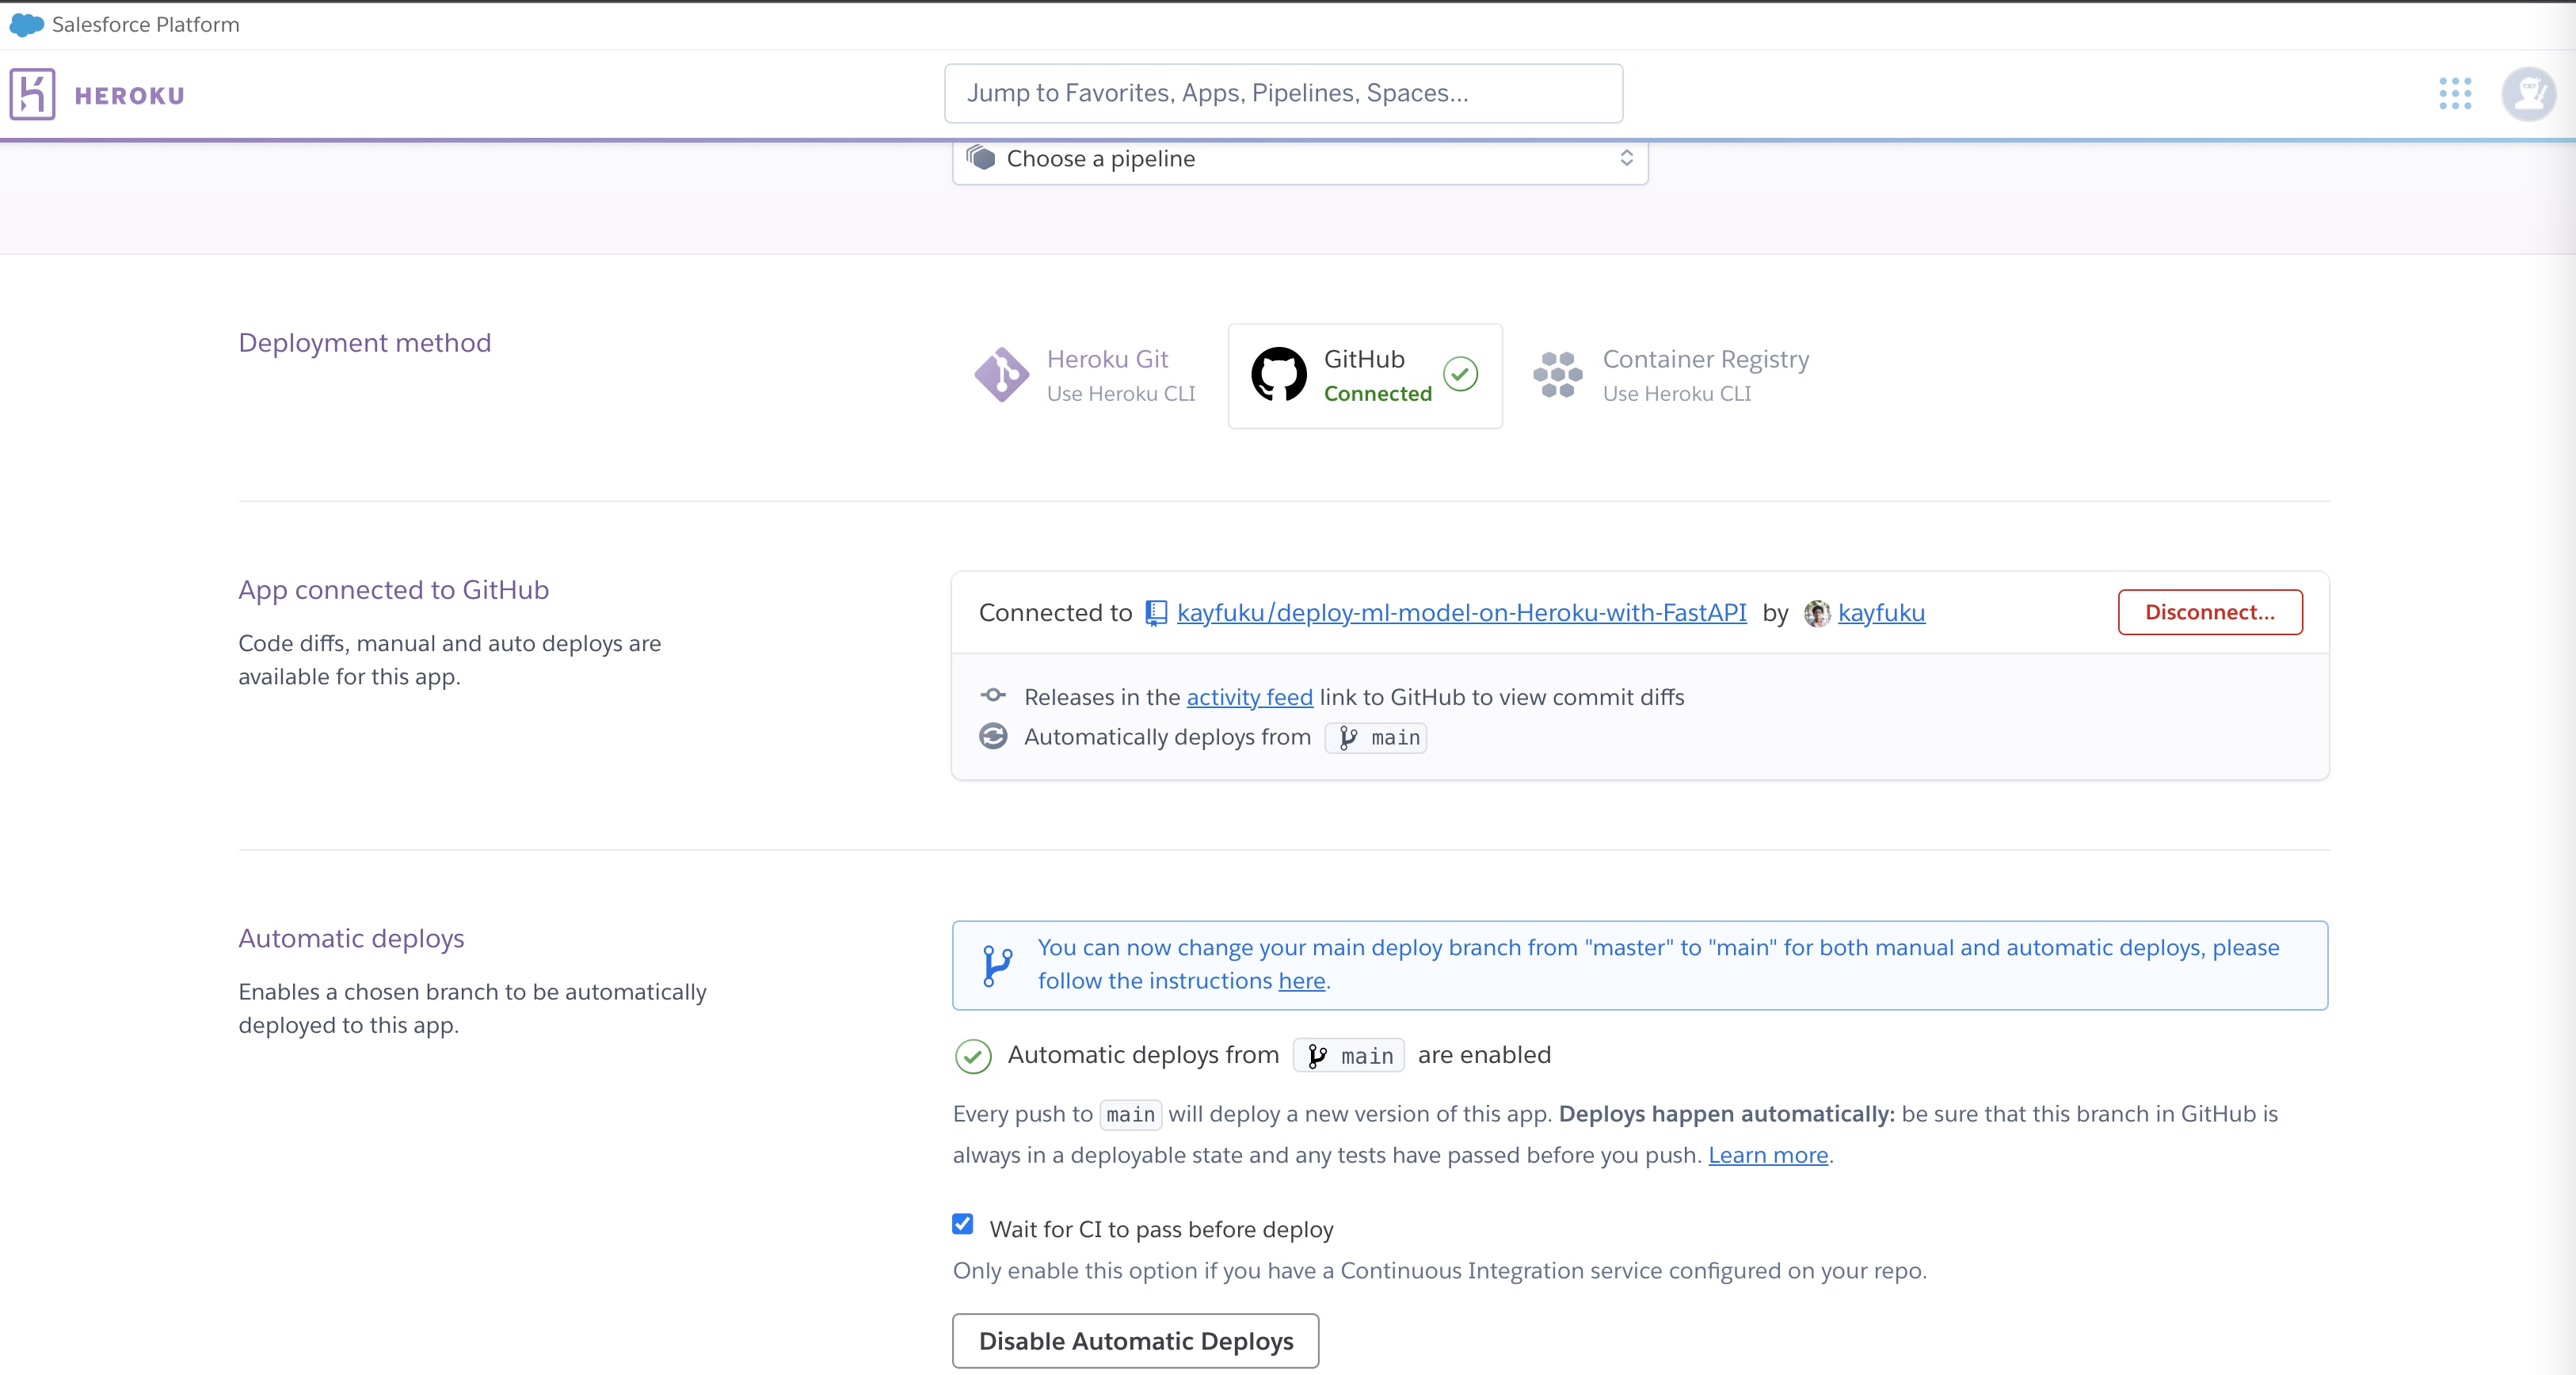 Salesforce Platform
HEROKU
Jump to Favorites, Apps, Pipelines, Spaces...
Choose a pipeline
Deployment method
Heroku Git
Use Heroku CLI
GitHub
Connected
Container Registry
Use Heroku CLI
App connected to GitHub
Code diffs, manual and auto deploys are
available for this app.
Connected to kayfuku/deploy-ml-model-on-Heroku-with-FastAPI by kayfuku
Disconnect...
Releases in the activity feed link to GitHub to view commit diffs
Automatically deploys from main
Automatic deploys
Enables a chosen branch to be automatically
deployed to this app.
You can now change your main deploy branch from "master" to "main" for both manual and automatic deploys, please
follow the instructions here.
Automatic deploys from main are enabled
Every push to main will deploy a new version of this app. Deploys happen automatically: be sure that this branch in GitHub is
always in a deployable state and any tests have passed before you push. Learn more.
Wait for CI to pass before deploy
Only enable this option if you have a Continuous Integration service configured on your repo.
Disable Automatic Deploys